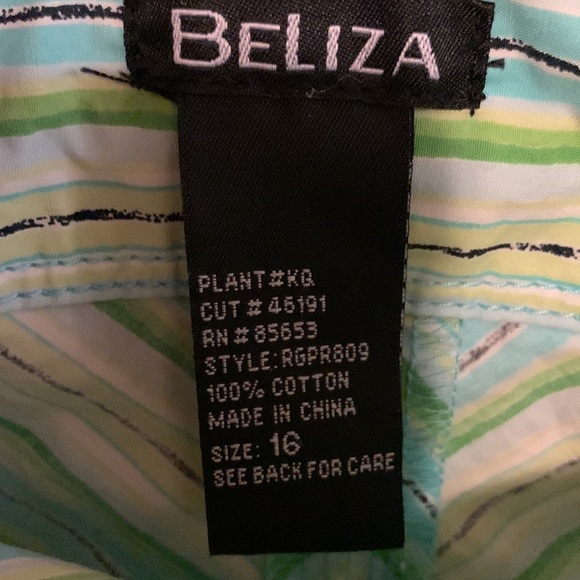 BELIZA
PLANT#KQ
CUT # 46191
RN # 85653
STYLE:RGPR809
100% COTTON
MADE IN CHINA
SIZE: 16
SEE BACK FOR CARE